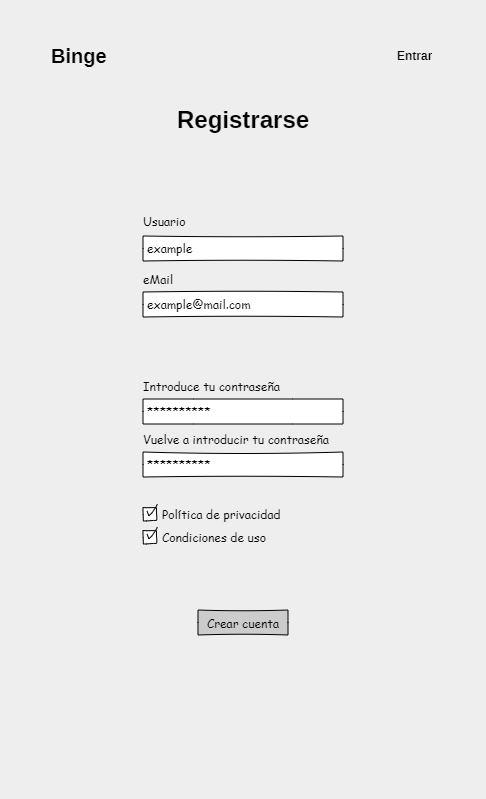 Binge
Entrar
Registrarse
Usuario
example
eMail
example@mail.com
Introduce tu contraseña
**********
Vuelve a introducir tu contraseña
**********
Política de privacidad
Condiciones de uso
Crear cuenta